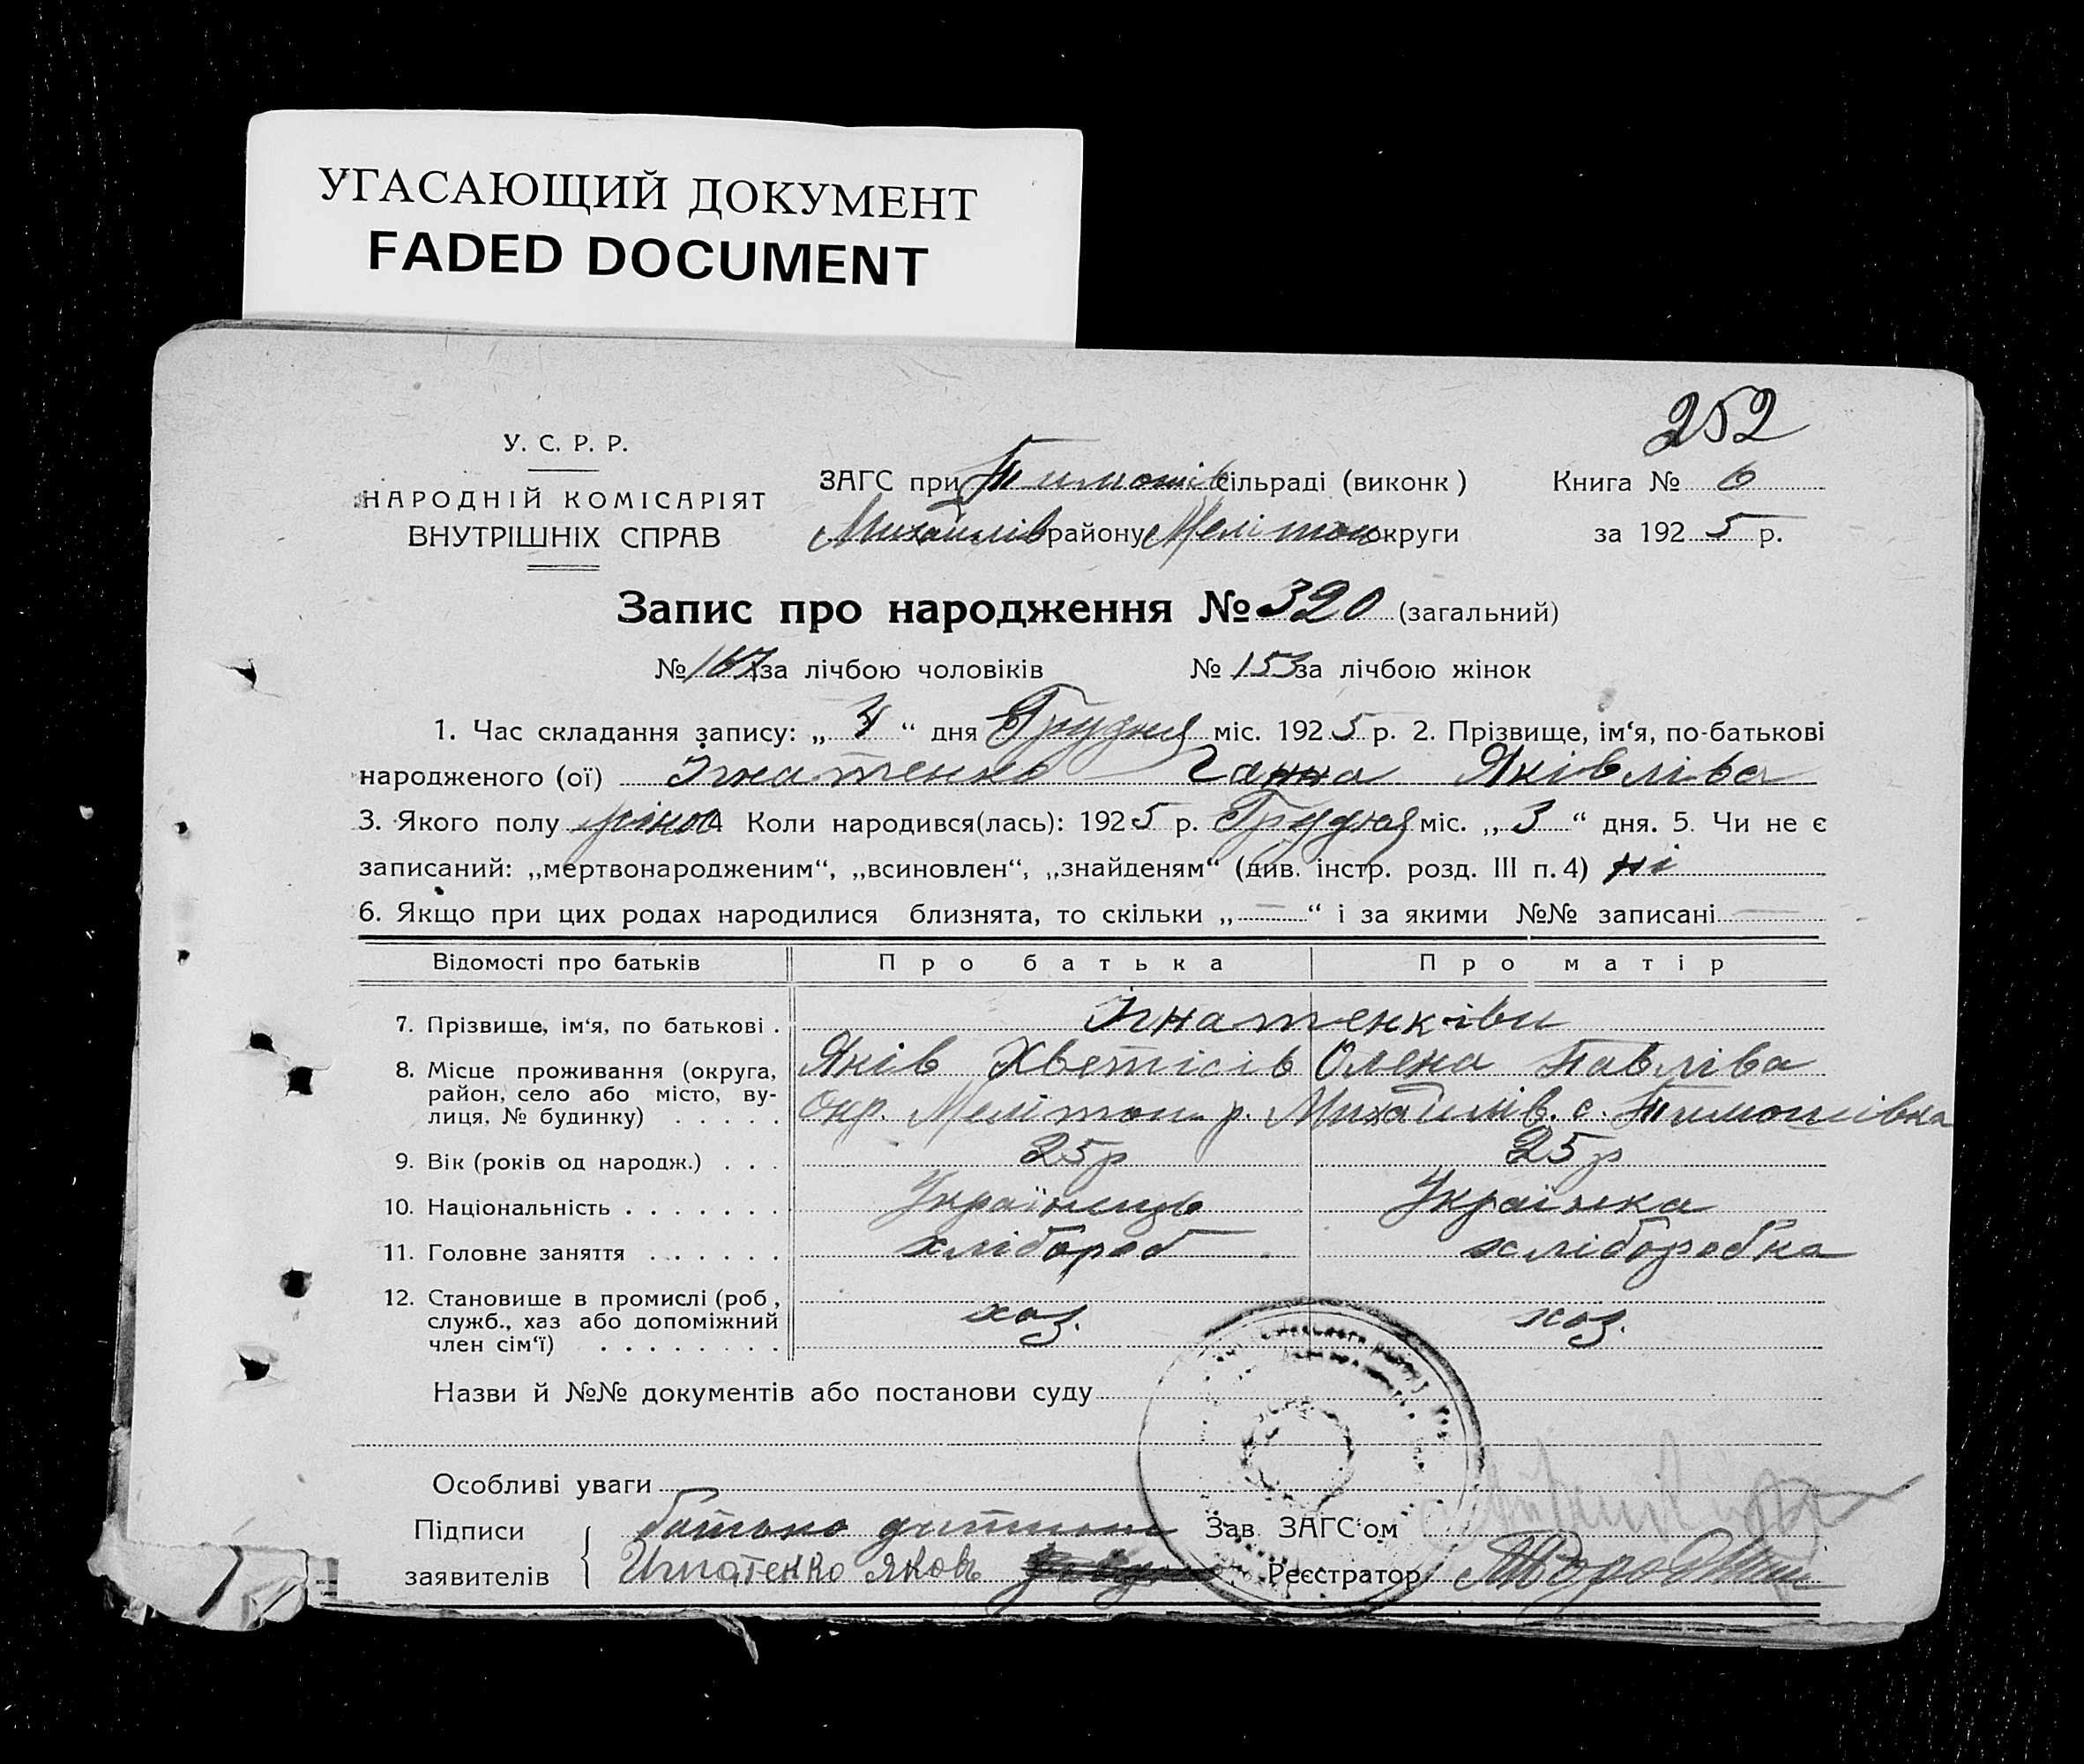 УГАСАЮЩИЙ ДОКУМЕНТ
FADED DOCUMENT
252
У. С. Р. Р.
НАРОДНІЙ КОМІСАРІЯТ
ВНУТРІШНІХ СПРАВ
ЗАГС при Тимошів сільраді (виконк)
Михайлів району Меліто округи
Книга № 6
за 1925 р.
Запис про народження № 320 (загальний)
№ 167 за лічбою чоловіків № 153 за лічбою жінок
1. Час складання запису: „ 4 “ дня Грудня міс. 1925 р. 2. Прізвище, ім‘я, по-батькові
народженого (ої) Ігнатенко Ганна Яківліва
3. Якого полу жіноч 4 Коли народився(лась): 1925 р. Грудня міс. „ 3 “ дня. 5. Чи не є
записаний: „мертвонародженим“, „всиновлен“, „знайденям“ (див. інстр. розд. III п. 4) ні
6. Якщо при цих родах народилися близнята, то скільки „ — “ і за якими №№ записані —
Відомості про батьків Про батька Про матір
7. Прізвище, ім‘я, по батькові . Ігнатенківи
Яків Хветісів Олена Павліва
8. Місце проживання (округа,
район, село або місто, ву-
лиця, № будинку) . . . . . Окр. Мелітоп. р. Михайлів. с. Тимошівка
9. Вік (років од народж.) . . . 25 р 25 р
10. Національність . . . . . . . Українець Українка
11. Головне заняття . . . . . . хлібороб хліборобка
12. Становище в промислі (роб,
служб., хаз або допоміжний
член сім‘ї) . . . . . . . . хоз. хоз.
Назви й №№ документів або постанови суду
Особливі уваги
Підписи батько дитини Зав. ЗАГС‘ом
заявителів Игнатенко Яковъ Реєстратор